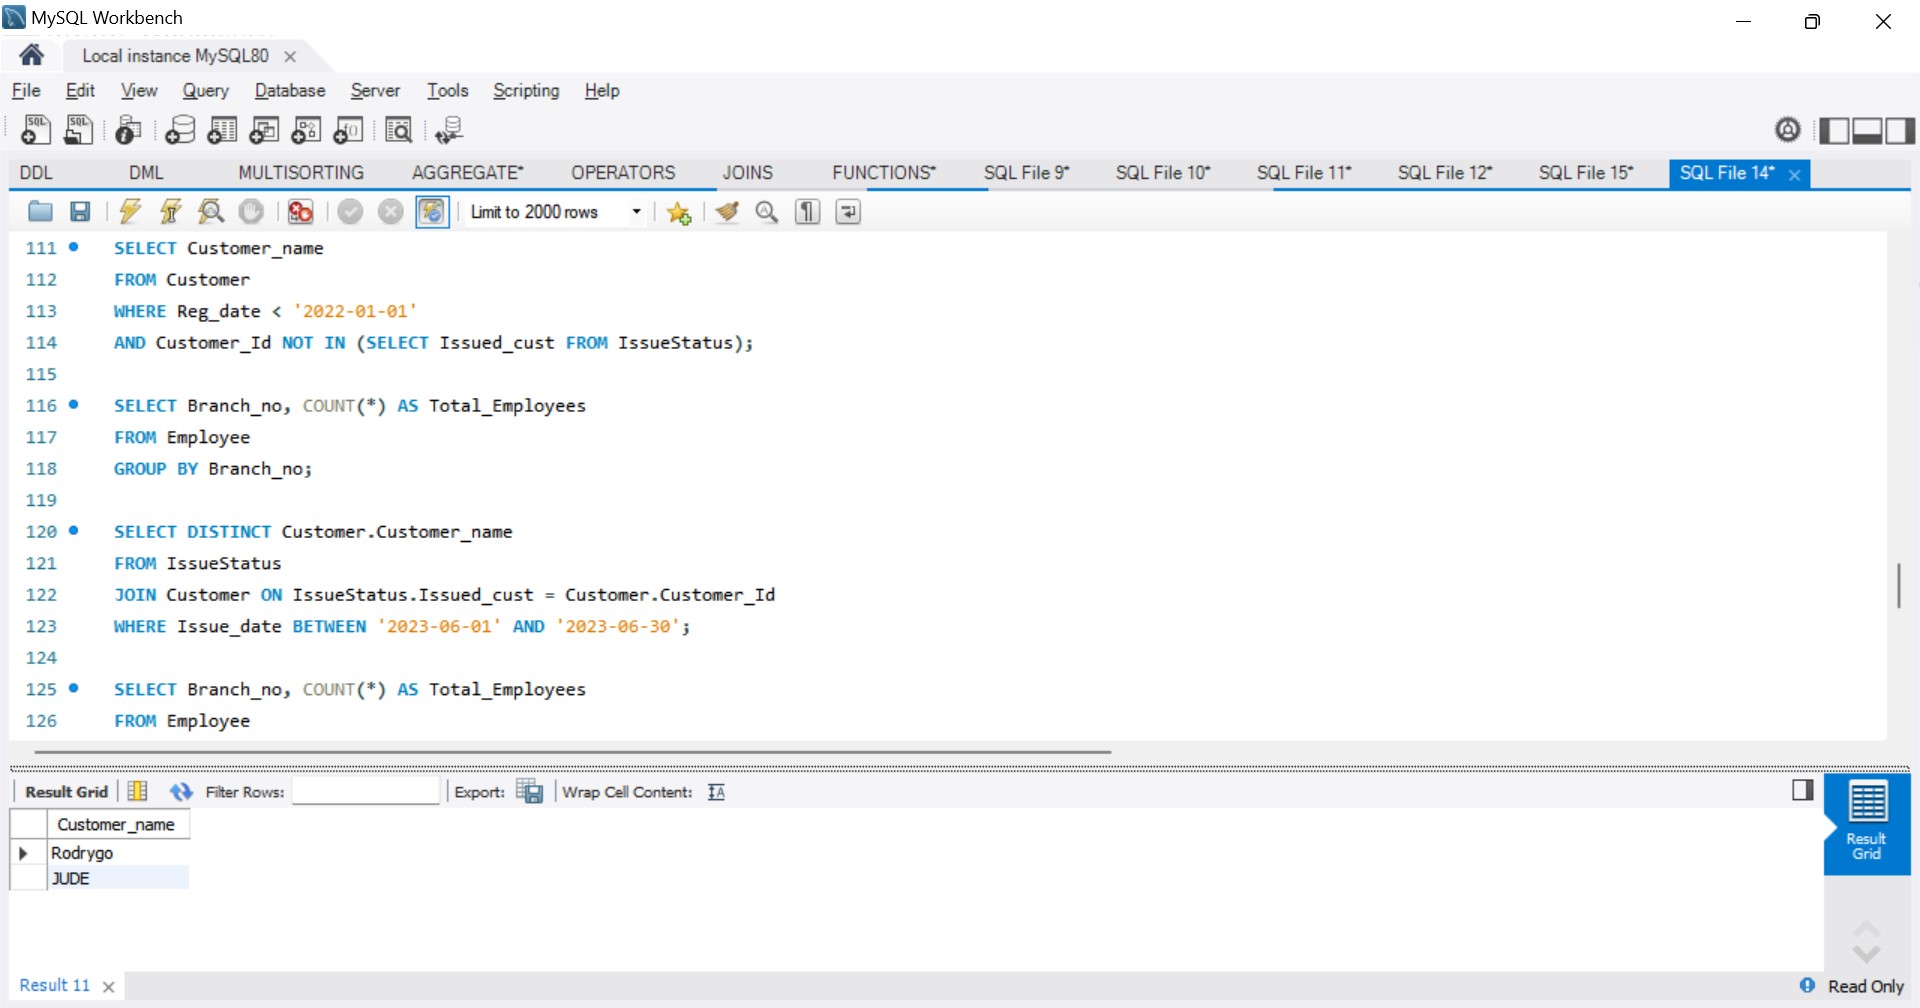 MySQL Workbench
Local instance MySQL80
File Edit View Query Database Server Tools Scripting Help
DDL DML MULTISORTING AGGREGATE* OPERATORS JOINS FUNCTIONS* SQL File 9* SQL File 10* SQL File 11* SQL File 12* SQL File 15* SQL File 14*
Limit to 2000 rows
111 SELECT Customer_name
112 FROM Customer
113 WHERE Reg_date < '2022-01-01'
114 AND Customer_Id NOT IN (SELECT Issued_cust FROM IssueStatus);
115
116 SELECT Branch_no, COUNT(*) AS Total_Employees
117 FROM Employee
118 GROUP BY Branch_no;
119
120 SELECT DISTINCT Customer.Customer_name
121 FROM IssueStatus
122 JOIN Customer ON IssueStatus.Issued_cust = Customer.Customer_Id
123 WHERE Issue_date BETWEEN '2023-06-01' AND '2023-06-30';
124
125 SELECT Branch_no, COUNT(*) AS Total_Employees
126 FROM Employee
Result Grid Filter Rows: Export: Wrap Cell Content:
Customer_name
Rodrygo
JUDE
Result
Grid
Result 11
Read Only